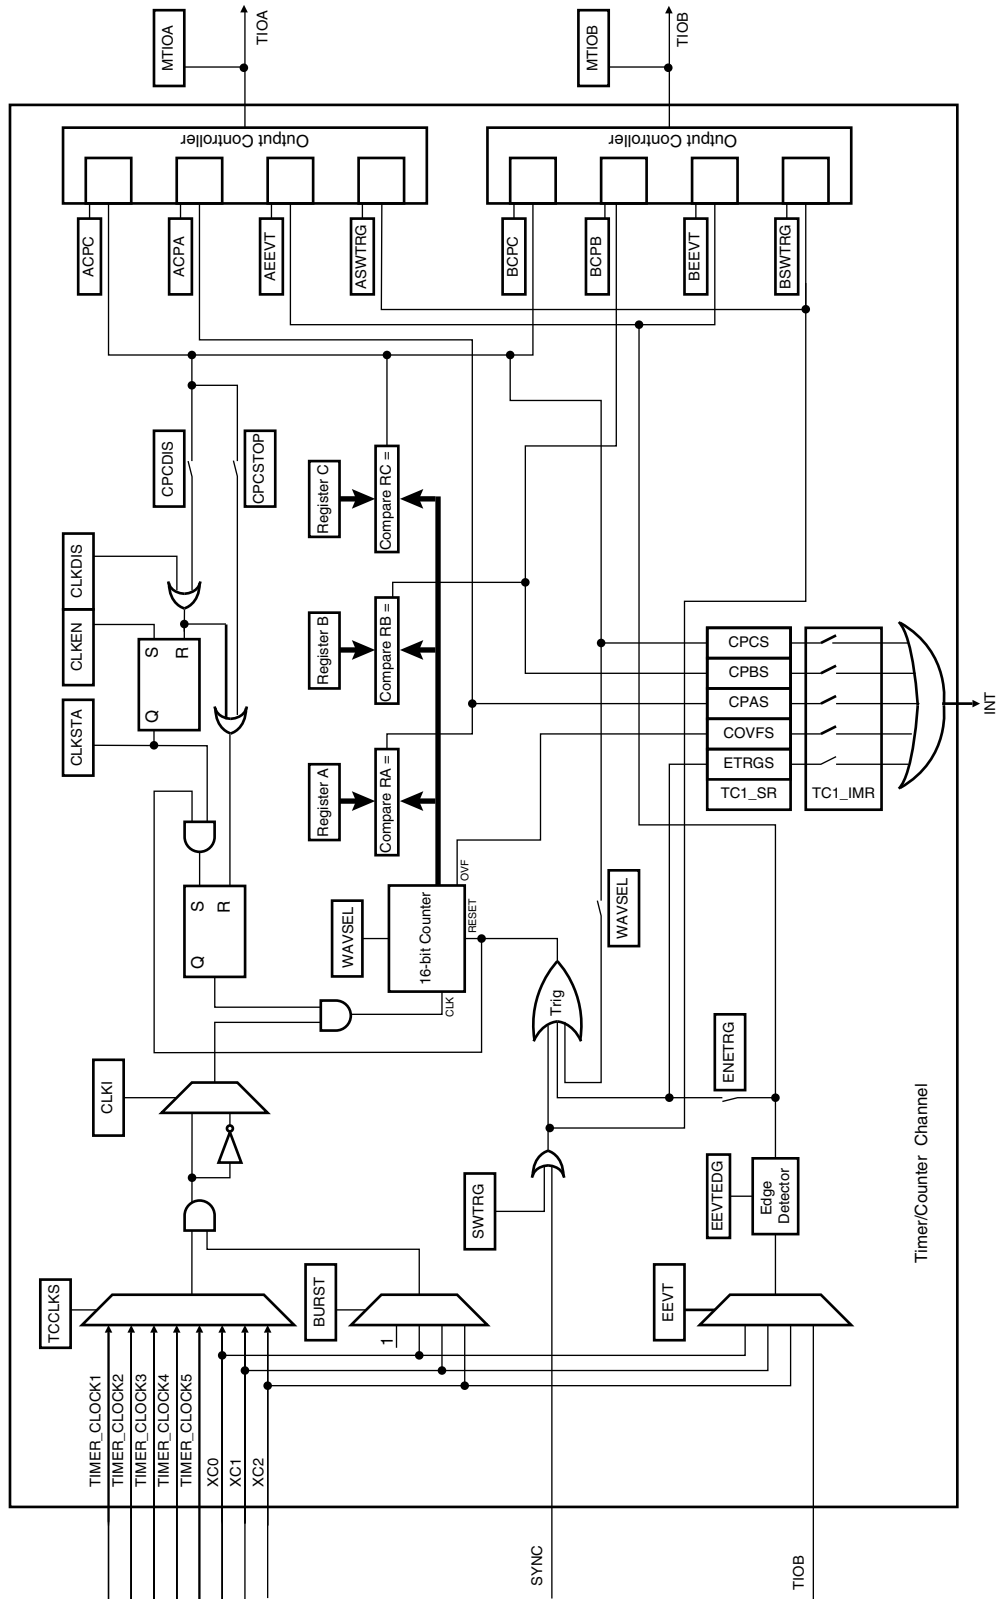 TIMER_CLOCK1
TIMER_CLOCK2
TIMER_CLOCK3
TIMER_CLOCK4
TIMER_CLOCK5
XC0
XC1
XC2
TCCLKS
CLKI
CLKSTA
CLKEN
CLKDIS
Q
S
R
Q
S
R
CPCDIS
CPCSTOP
BURST
1
WAVSEL
16-bit Counter
CLK
RESET
OVF
Register A
Register B
Register C
Compare RA =
Compare RB =
Compare RC =
ACPC
ACPA
AEEVT
ASWTRG
Output Controller
MTIOA
TIOA
BCPC
BCPB
BEEVT
BSWTRG
Output Controller
MTIOB
TIOB
SYNC
SWTRG
Trig
WAVSEL
TIOB
EEVT
EEVTEDG
Edge
Detector
ENETRG
CPCS
CPBS
CPAS
COVFS
ETRGS
TC1_SR
TC1_IMR
INT
Timer/Counter Channel